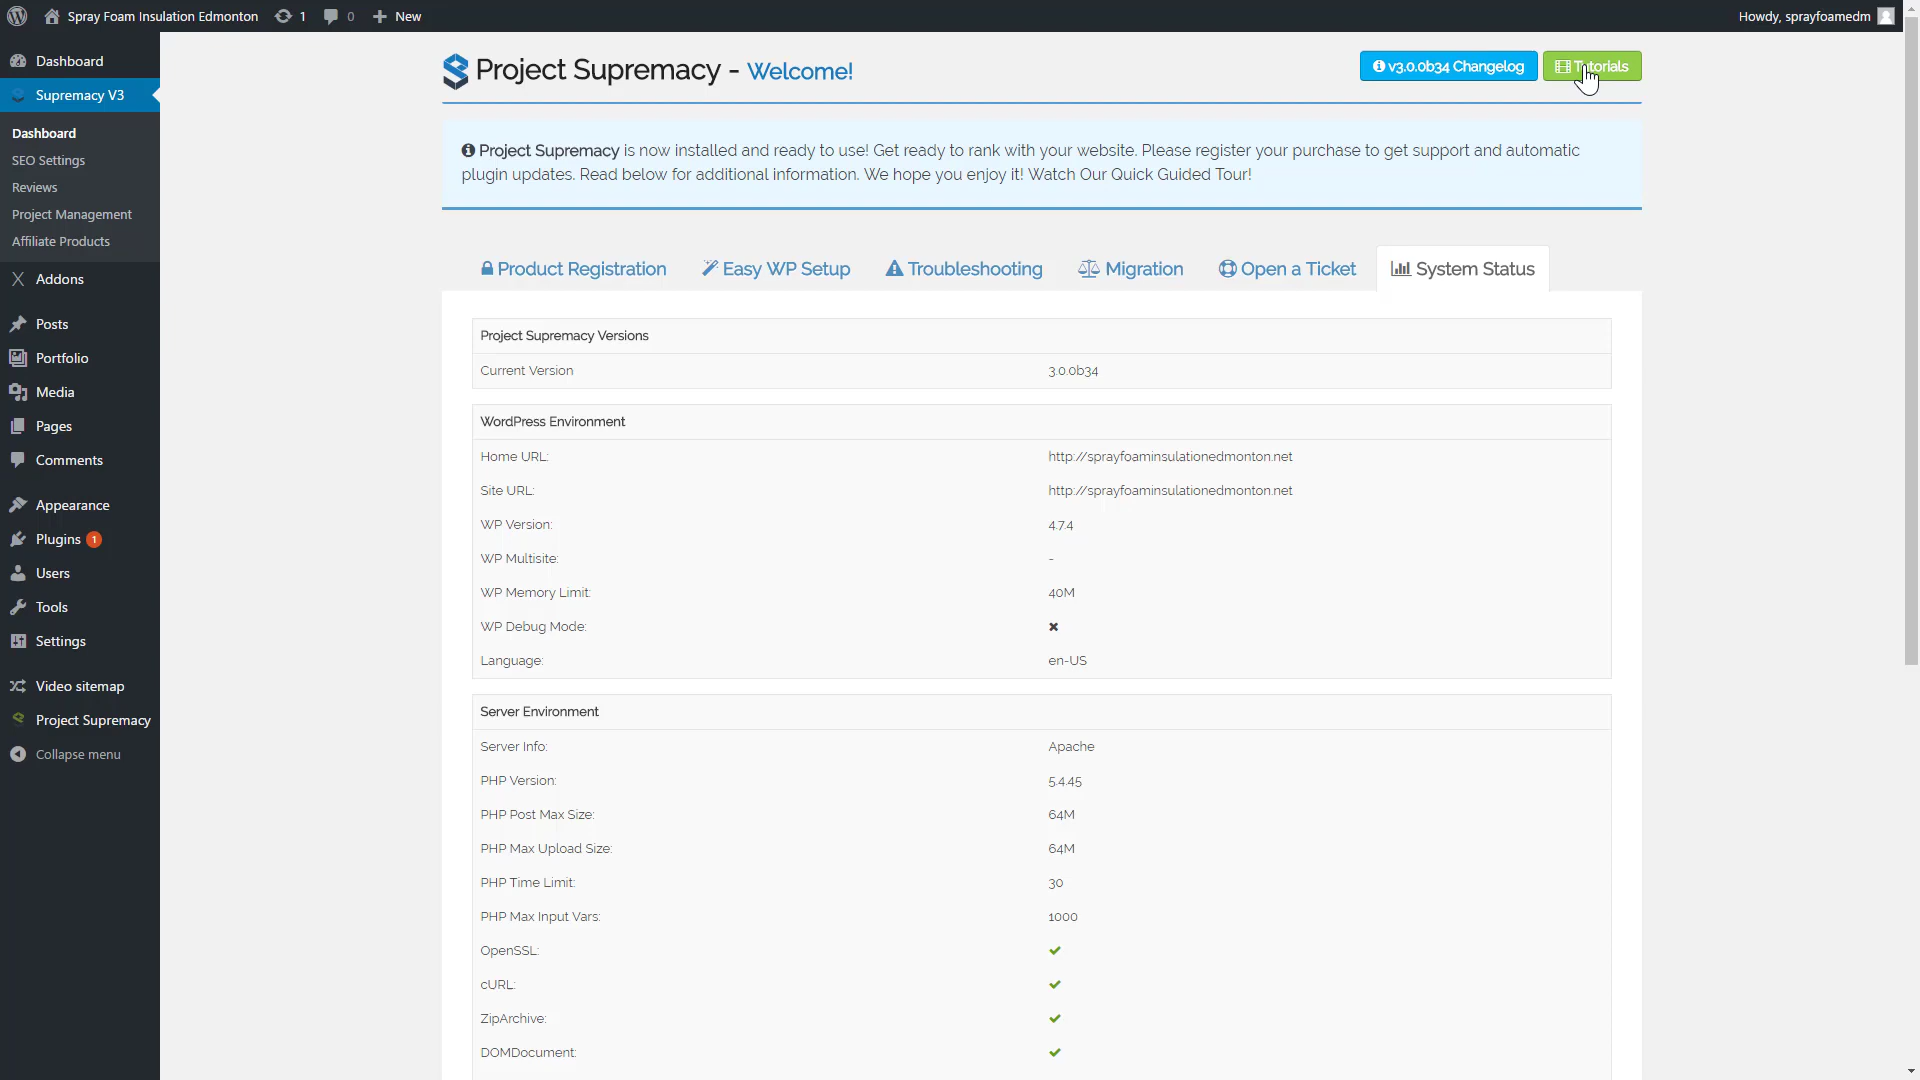 Spray Foam Insulation Edmonton 1 0 New
Howdy, sprayfoamedm
Dashboard
Supremacy V3
Dashboard
SEO Settings
Reviews
Project Management
Affiliate Products
Addons
Posts
Portfolio
Media
Pages
Comments
Appearance
Plugins 1
Users
Tools
Settings
Video sitemap
Project Supremacy
Collapse menu
Project Supremacy - Welcome!
v3.0.0b34 Changelog
Tutorials
Project Supremacy is now installed and ready to use! Get ready to rank with your website. Please register your purchase to get support and automatic
plugin updates. Read below for additional information. We hope you enjoy it! Watch Our Quick Guided Tour!
Product Registration Easy WP Setup Troubleshooting Migration Open a Ticket System Status
Project Supremacy Versions
Current Version 3.0.0b34
WordPress Environment
Home URL: http://sprayfoaminsulationedmonton.net
Site URL: http://sprayfoaminsulationedmonton.net
WP Version: 4.7.4
WP Multisite: -
WP Memory Limit: 40M
WP Debug Mode: ✖
Language: en-US
Server Environment
Server Info: Apache
PHP Version: 5.4.45
PHP Post Max Size: 64M
PHP Max Upload Size: 64M
PHP Time Limit: 30
PHP Max Input Vars: 1000
OpenSSL: ✔
cURL: ✔
ZipArchive: ✔
DOMDocument: ✔